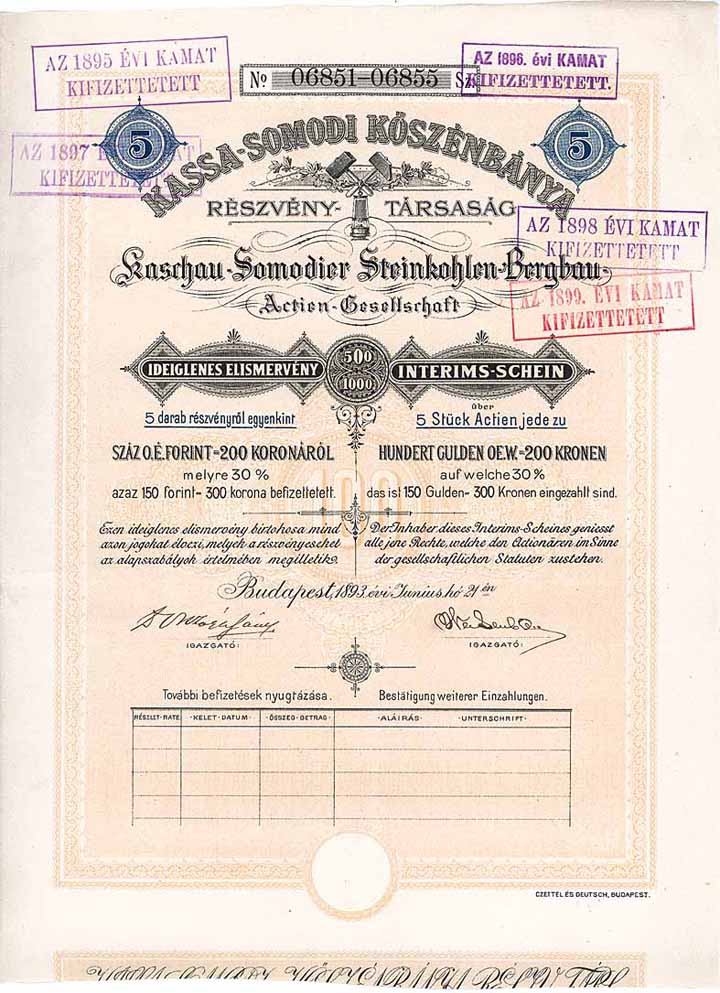 AZ 1895 ÉVI KAMAT
KIFIZETTETETT
AZ 1896. évi KAMAT
KIFIZETTETETT.
№ 06851-06855 Sz.
5
5
AZ 1897 ÉVI KAMAT
KIFIZETTETETT
KASSA-SOMODI KŐSZÉNBÁNYA
RÉSZVÉNY-TÁRSASÁG
AZ 1898 ÉVI KAMAT
KIFIZETTETETT
Kaschau-Somodier Steinkohlen-Bergbau-
Actien-Gesellschaft
AZ 1899. ÉVI KAMAT
KIFIZETTETETT
IDEIGLENES ELISMERVÉNY
500
1000
INTERIMS-SCHEIN
5 darab részvényről egyenkint
über
5 Stück Actien jede zu
SZÁZ O.É. FORINT=200 KORONÁRÓL
HUNDERT GULDEN OE.W.=200 KRONEN
melyre 30 %
auf welche 30 %
azaz 150 forint- 300 korona befizettetett.
das ist 150 Gulden- 300 Kronen eingezahlt sind.
100
Ezen ideiglenes elismervény birtokosa mind
azon jogokat élvezi, melyek a részvényeseket
az alapszabályok értelmében megilletik.
Der Inhaber dieses Interims-Scheines geniesst
alle jene Rechte, welche den Actionären im Sinne
der gesellschaftlichen Statuten zustehen.
Budapest, 1893. évi Junius hó 21 én
IGAZGATÓ:
IGAZGATÓ:
További befizetések nyugtázása.
Bestätigung weiterer Einzahlungen.
RÉSZLET-RATE
KELET-DATUM
ÖSSZEG-BETRAG
ALÁIRÁS
UNTERSCHRIFT
CZETTEL ÉS DEUTSCH, BUDAPEST.